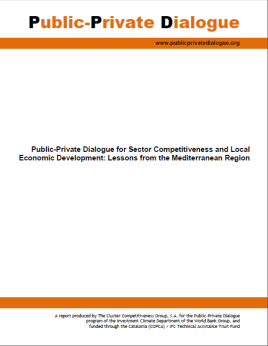 Public-Private Dialogue
www.publicprivatedialogue.org
Public-Private Dialogue for Sector Competitiveness and Local
Economic Development: Lessons from the Mediterranean Region
A report produced by The Cluster Competitiveness Group, S.A. for the Public-Private Dialogue
program of the Investment Climate Department of the World Bank Group, and
funded through the Catalonia (COPCA) / IFC Technical Assistance Trust Fund